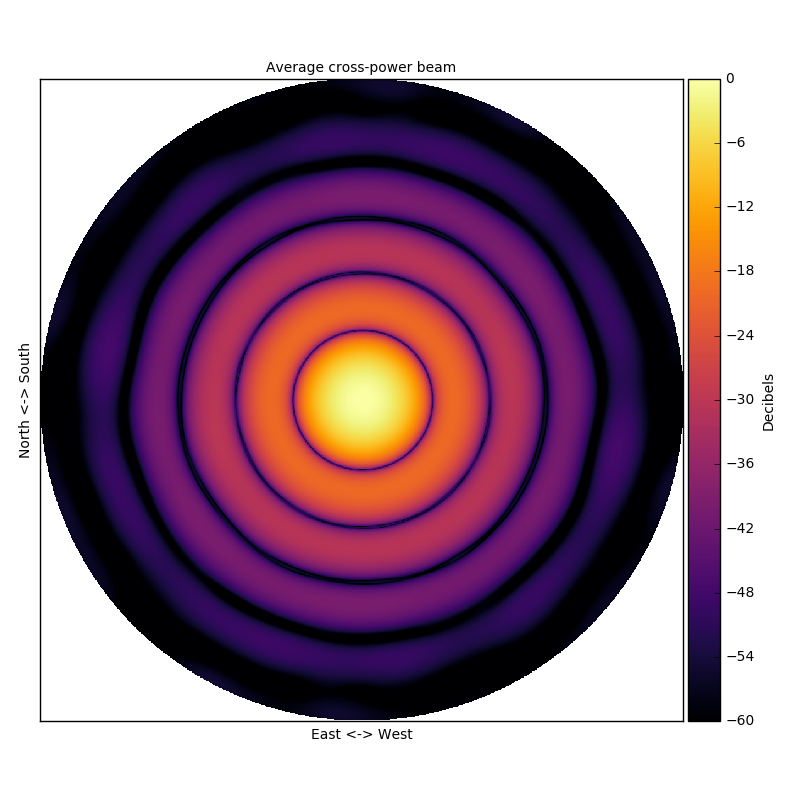 Average cross-power beam
North <-> South
East <-> West
0
−6
−12
−18
−24
−30
−36
−42
−48
−54
−60
Decibels